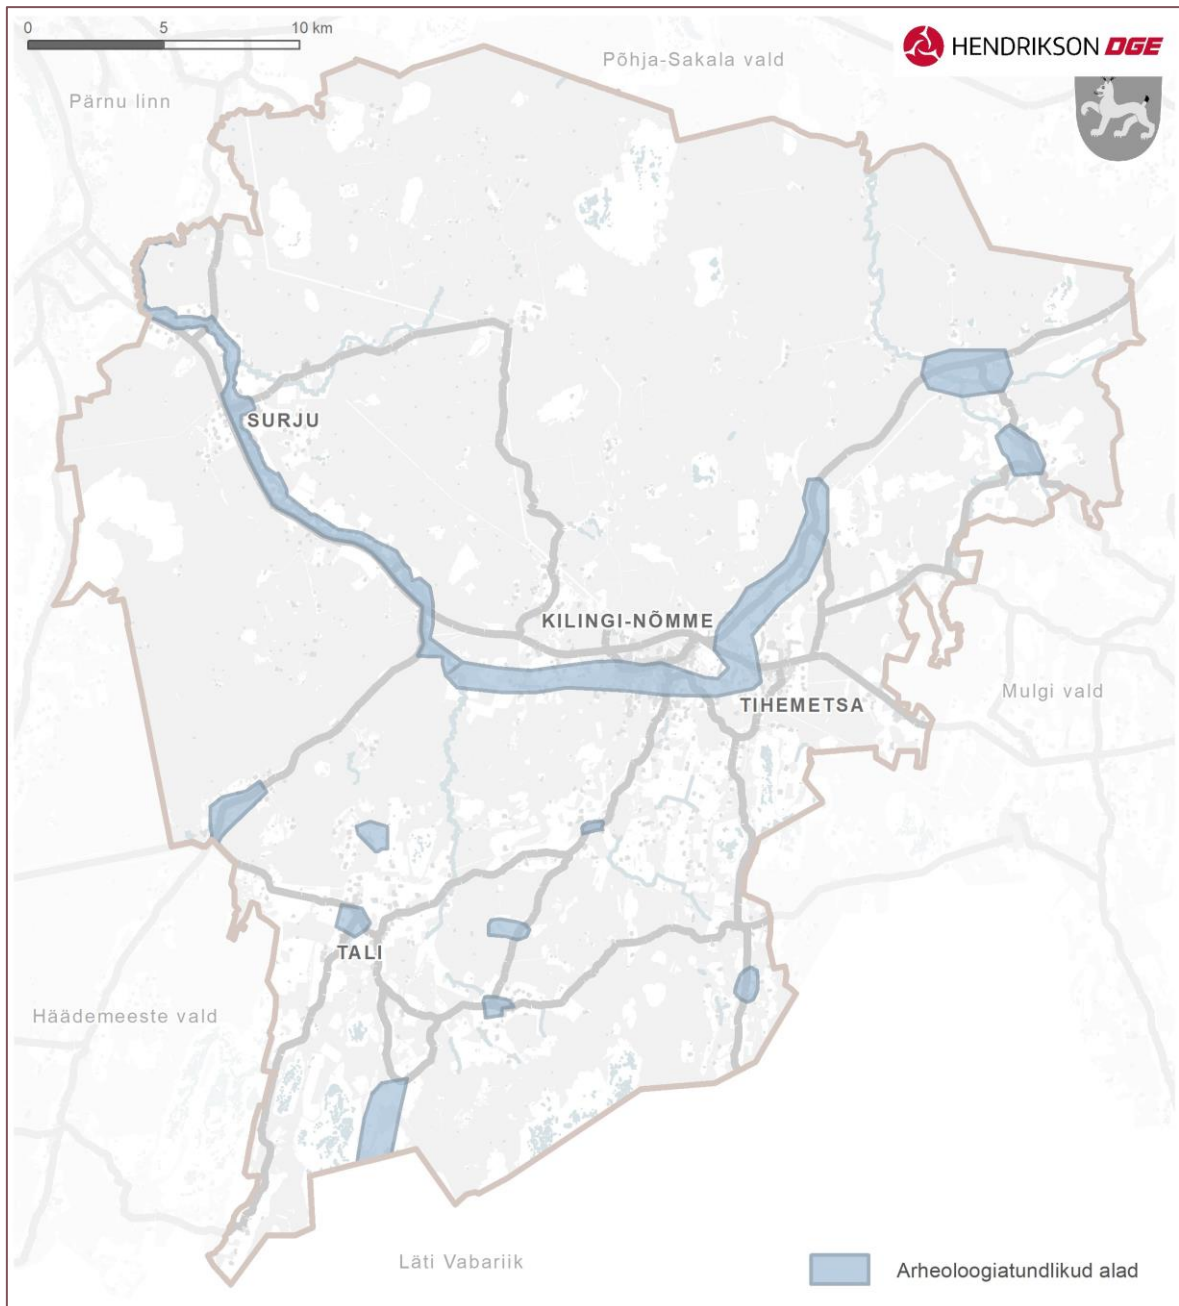 0 5 10 km
HENDRIKSON DGE
Põhja-Sakala vald
Pärnu linn
SURJU
KILINGI-NÕMME
Mulgi vald
TIHEMETSA
TALI
Häädemeeste vald
Läti Vabariik
Arheoloogiatundlikud alad